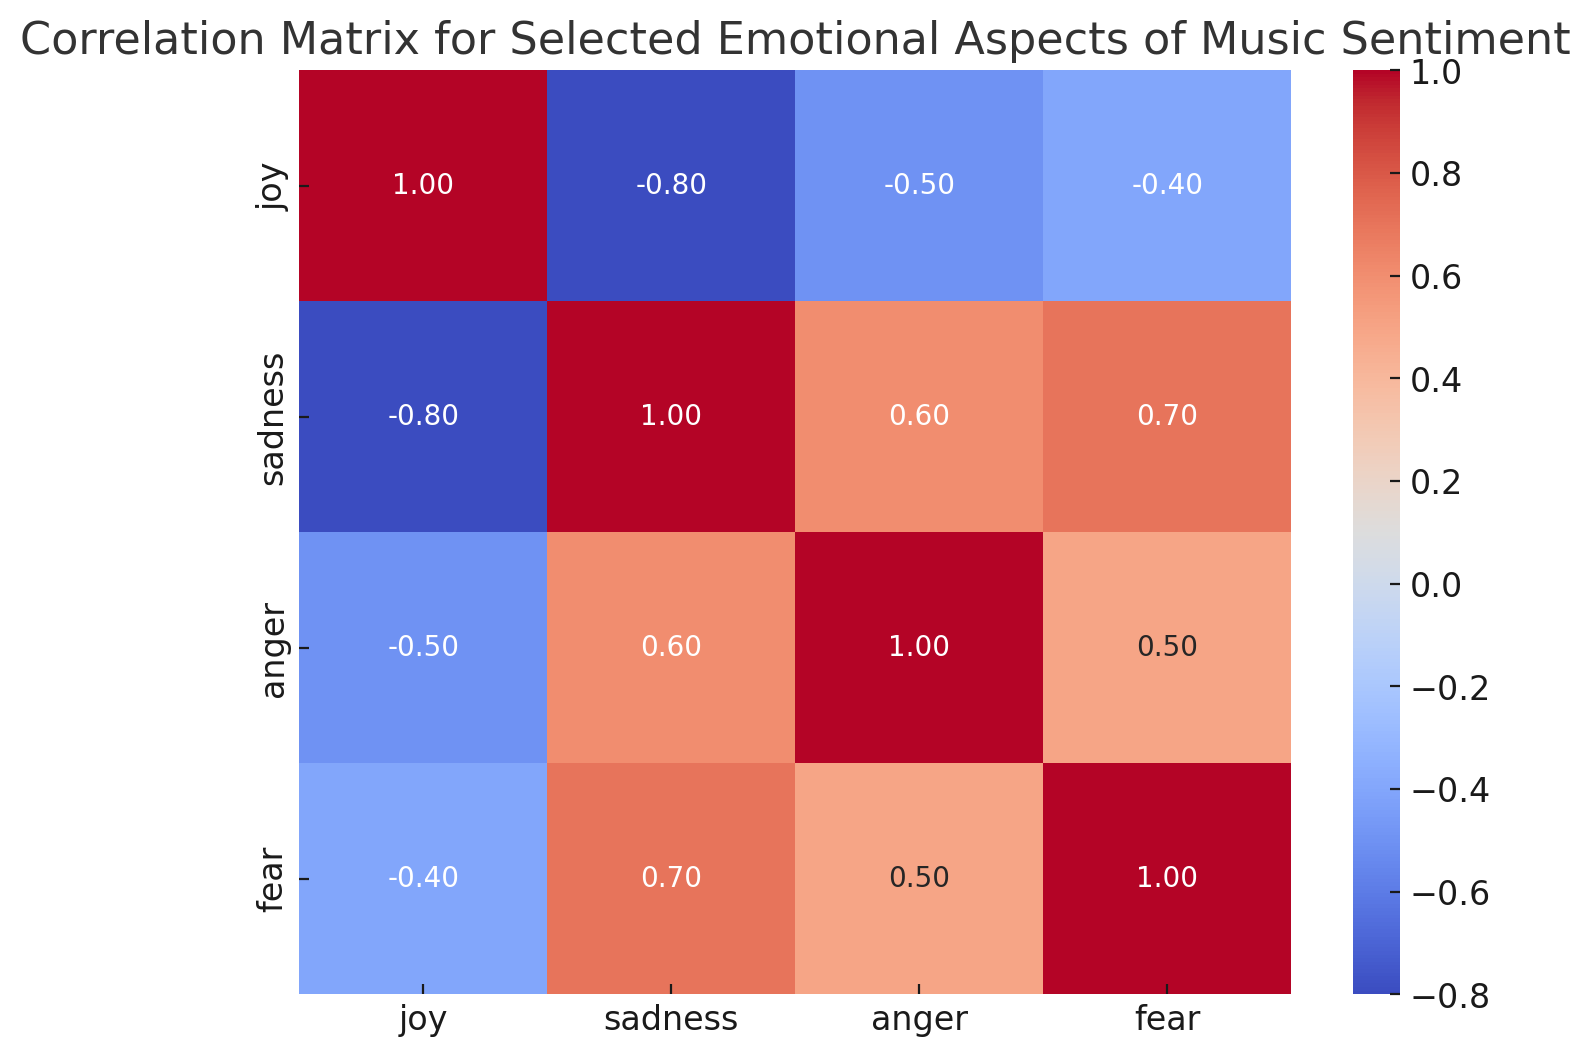 Correlation Matrix for Selected Emotional Aspects of Music Sentiment
joy 1.00 -0.80 -0.50 -0.40
sadness -0.80 1.00 0.60 0.70
anger -0.50 0.60 1.00 0.50
fear -0.40 0.70 0.50 1.00
joy sadness anger fear
1.0
0.8
0.6
0.4
0.2
0.0
−0.2
−0.4
−0.6
−0.8